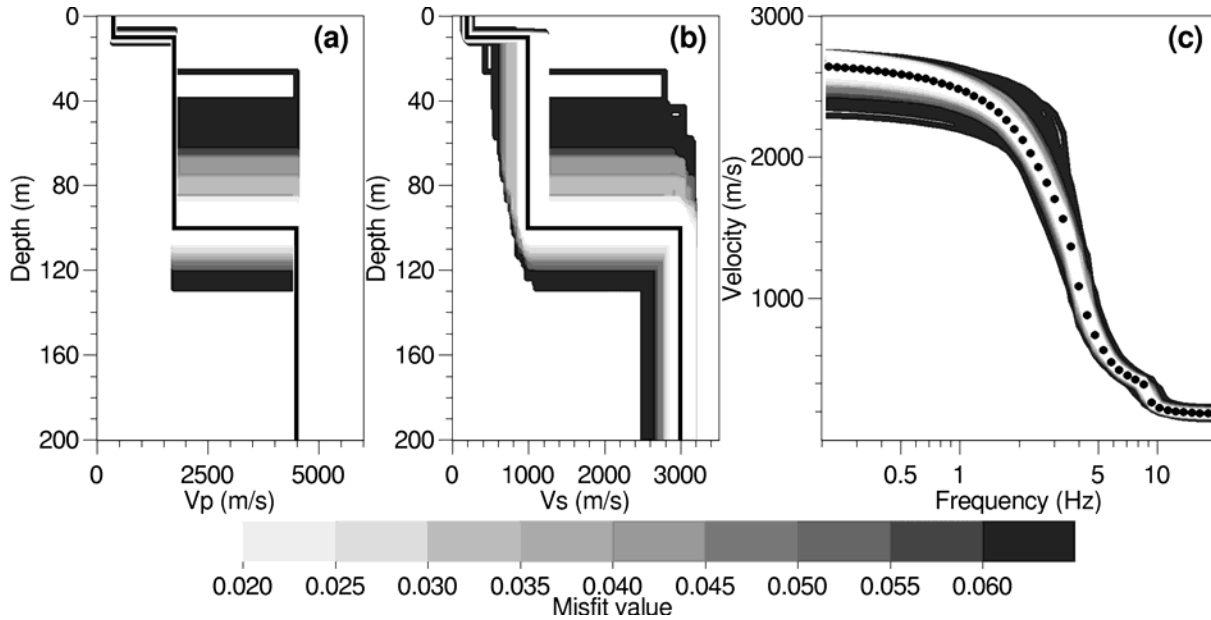 (a)
0
40
80
120
160
200
Depth (m)
0 2500 5000
Vp (m/s)
(b)
0
40
80
120
160
200
Depth (m)
0 1000 2000 3000
Vs (m/s)
(c)
3000
2000
1000
Velocity (m/s)
0.5 1 5 10
Frequency (Hz)
0.020 0.025 0.030 0.035 0.040 0.045 0.050 0.055 0.060
Misfit value